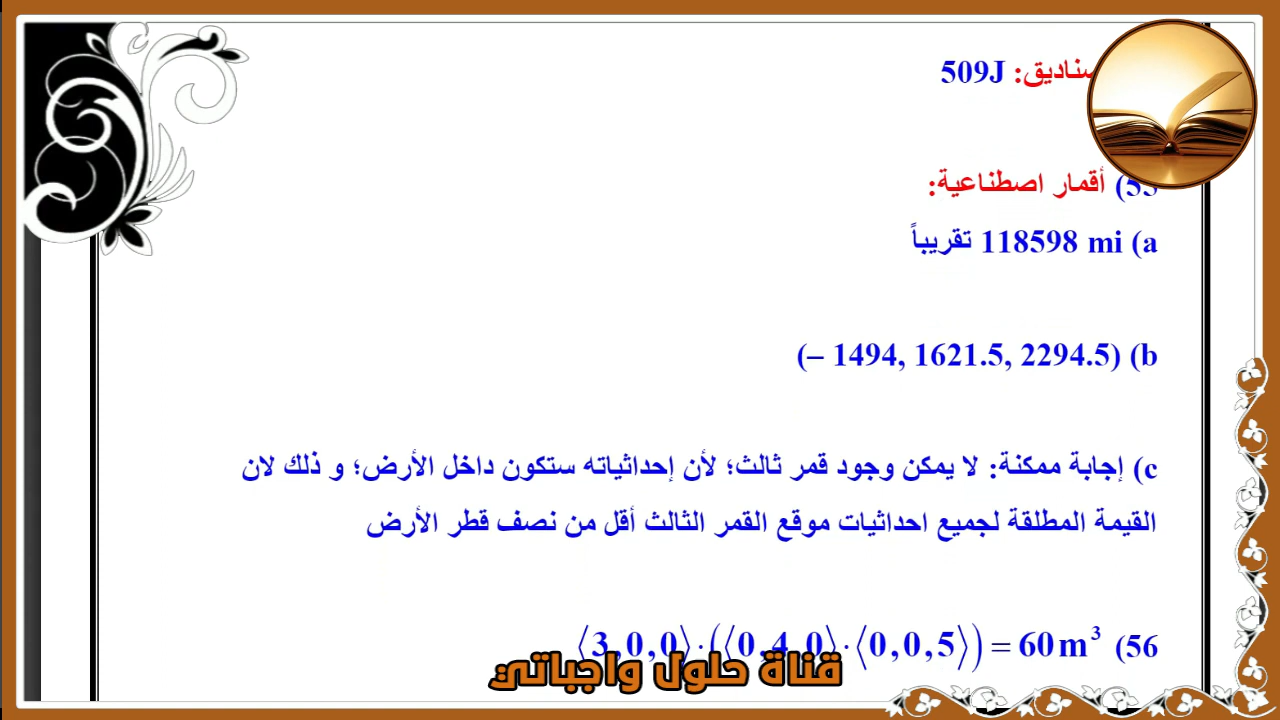 509J
55) أقمار اصطناعية:
a) 118598 mi تقريباً
b) (– 1494, 1621.5, 2294.5)
c) إجابة ممكنة: لا يمكن وجود قمر ثالث؛ لأن إحداثياته ستكون داخل الأرض؛ و ذلك لان
القيمة المطلقة لجميع احداثيات موقع القمر الثالث أقل من نصف قطر الأرض
56) ⟨3,0,0⟩·(⟨0,4,0⟩·⟨0,0,5⟩) = 60 m³
قناة حلول واجباتي